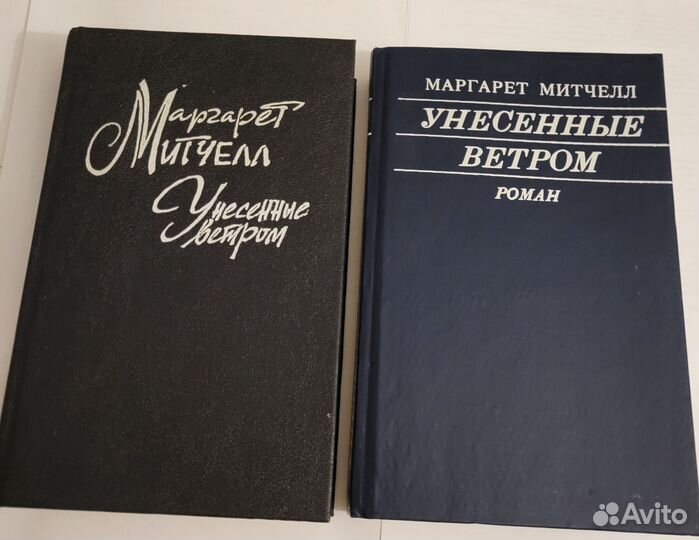 Маргарет
Митчелл
Унесенные
ветром
МАРГАРЕТ МИТЧЕЛЛ
УНЕСЕННЫЕ
ВЕТРОМ
РОМАН
Avito